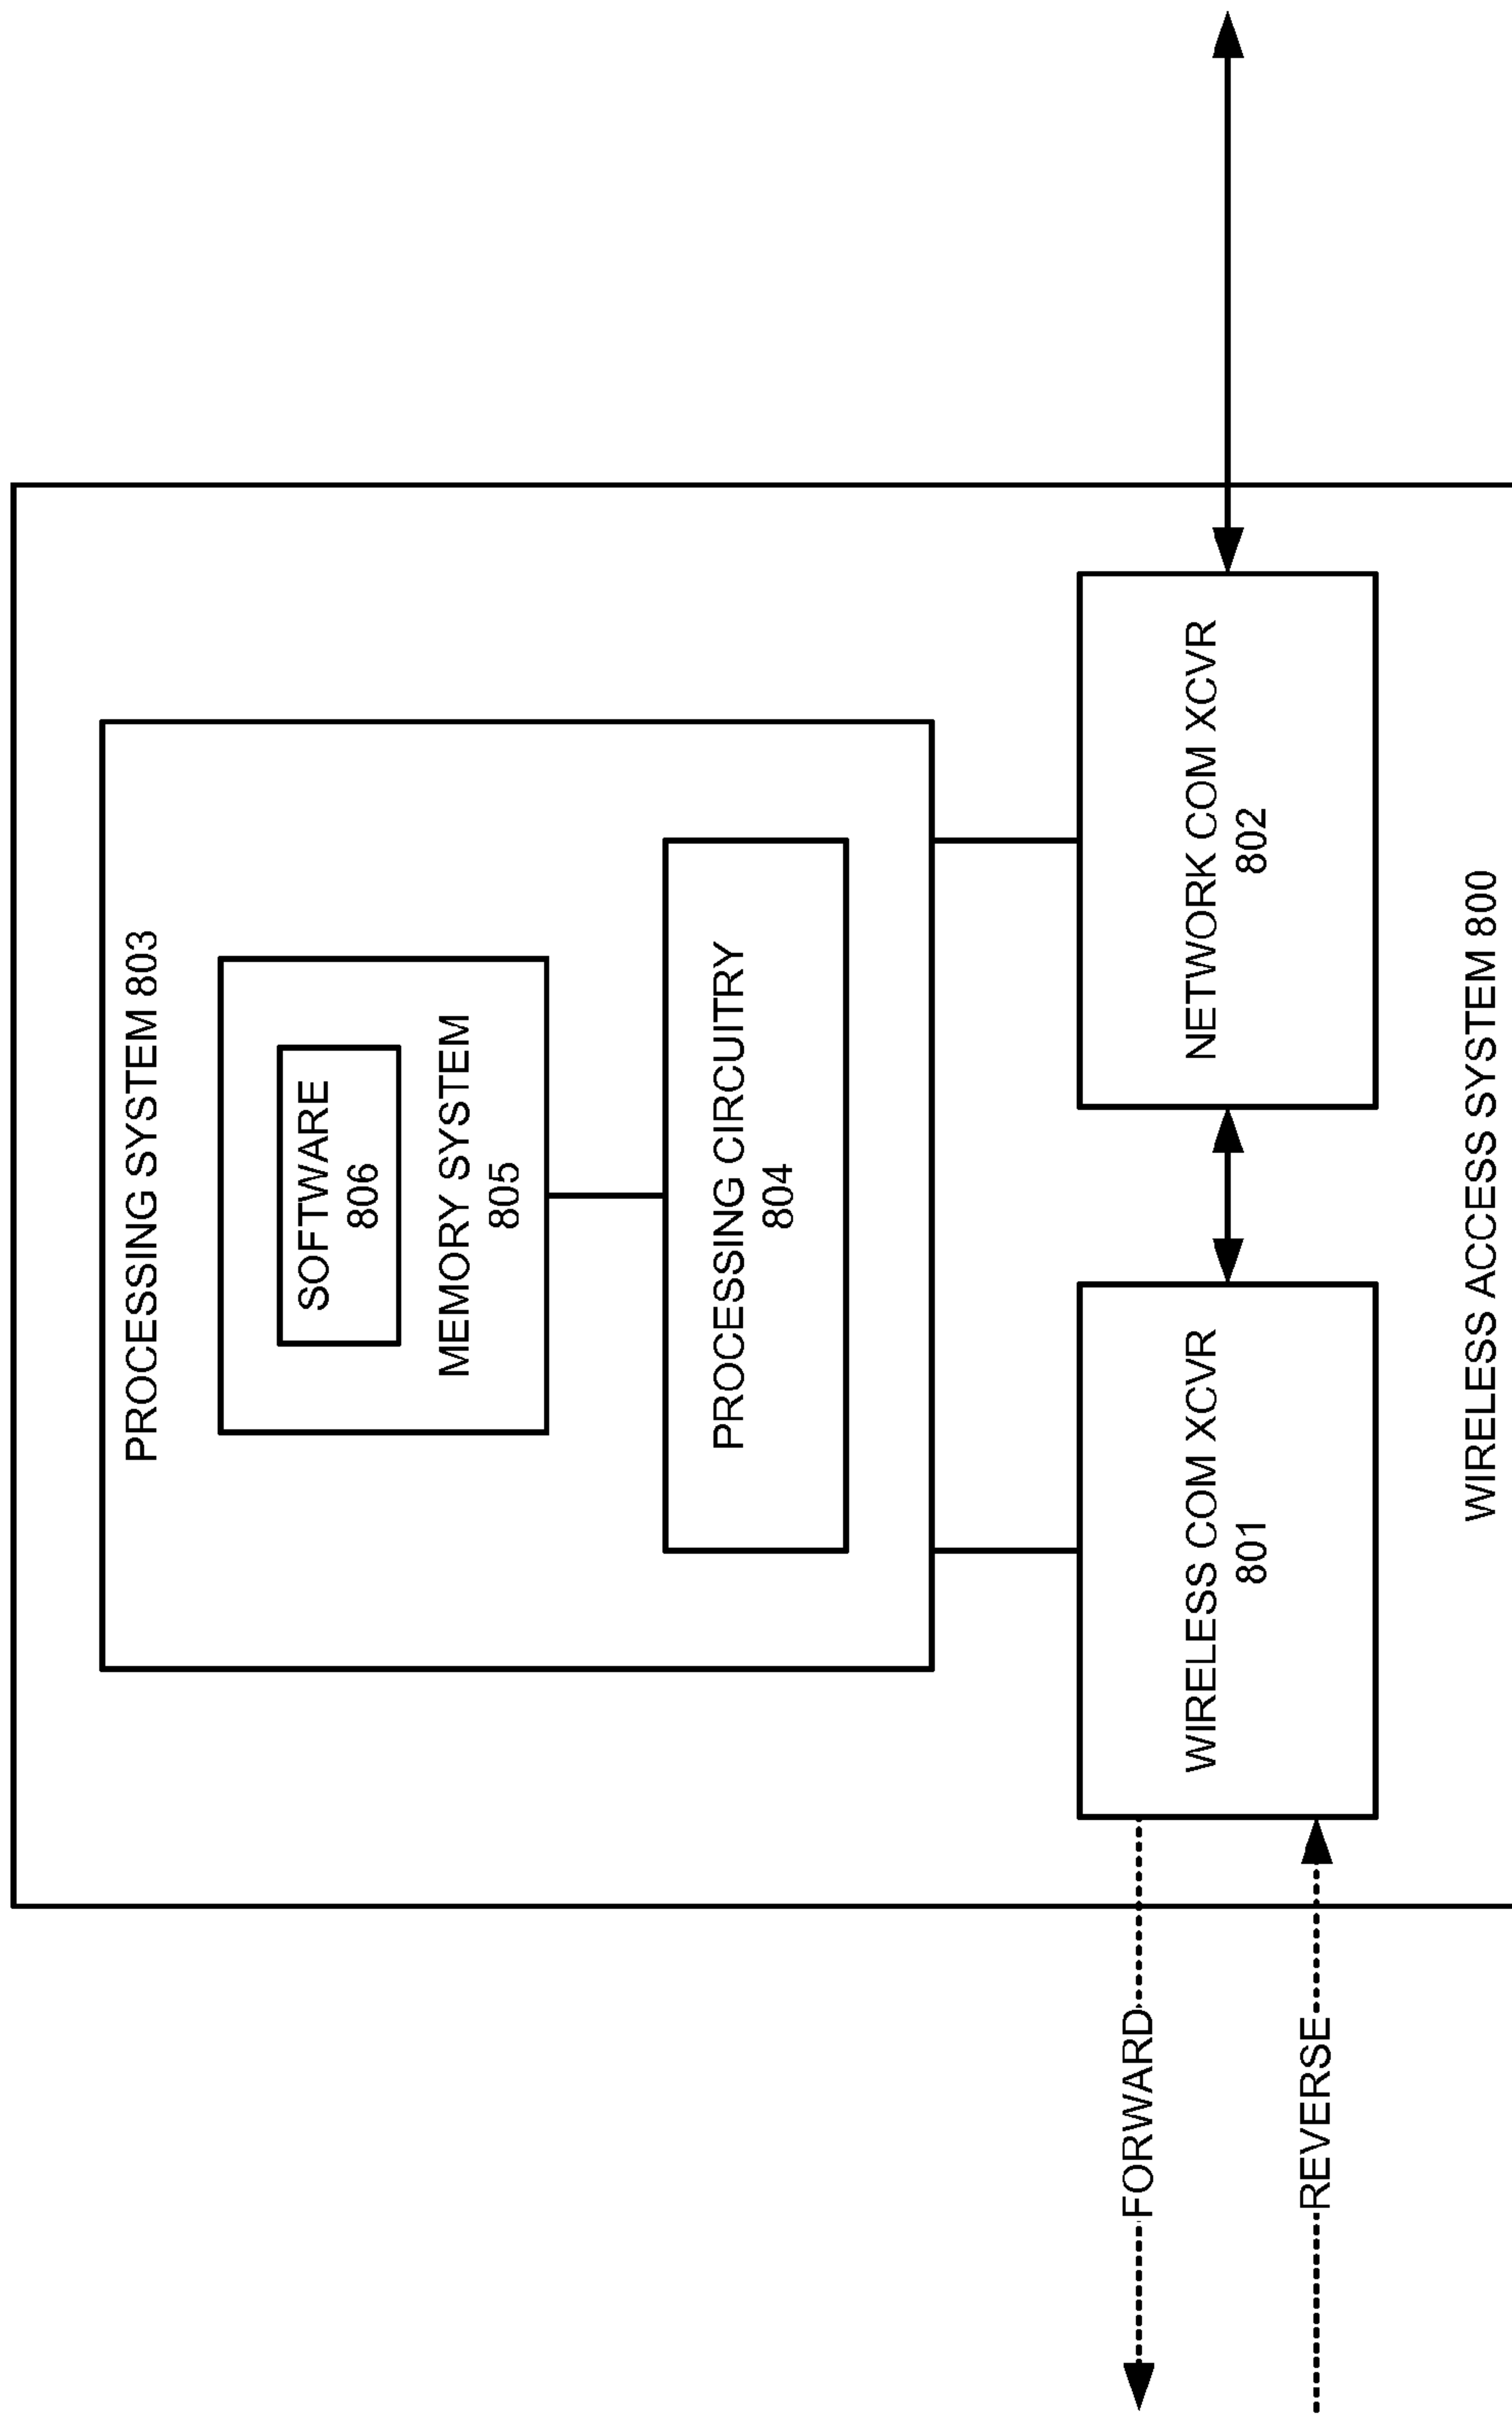 PROCESSING SYSTEM 803
SOFTWARE
806
MEMORY SYSTEM
805
PROCESSING CIRCUITRY
804
FORWARD
REVERSE
WIRELESS COM XCVR
801
NETWORK COM XCVR
802
WIRELESS ACCESS SYSTEM 800